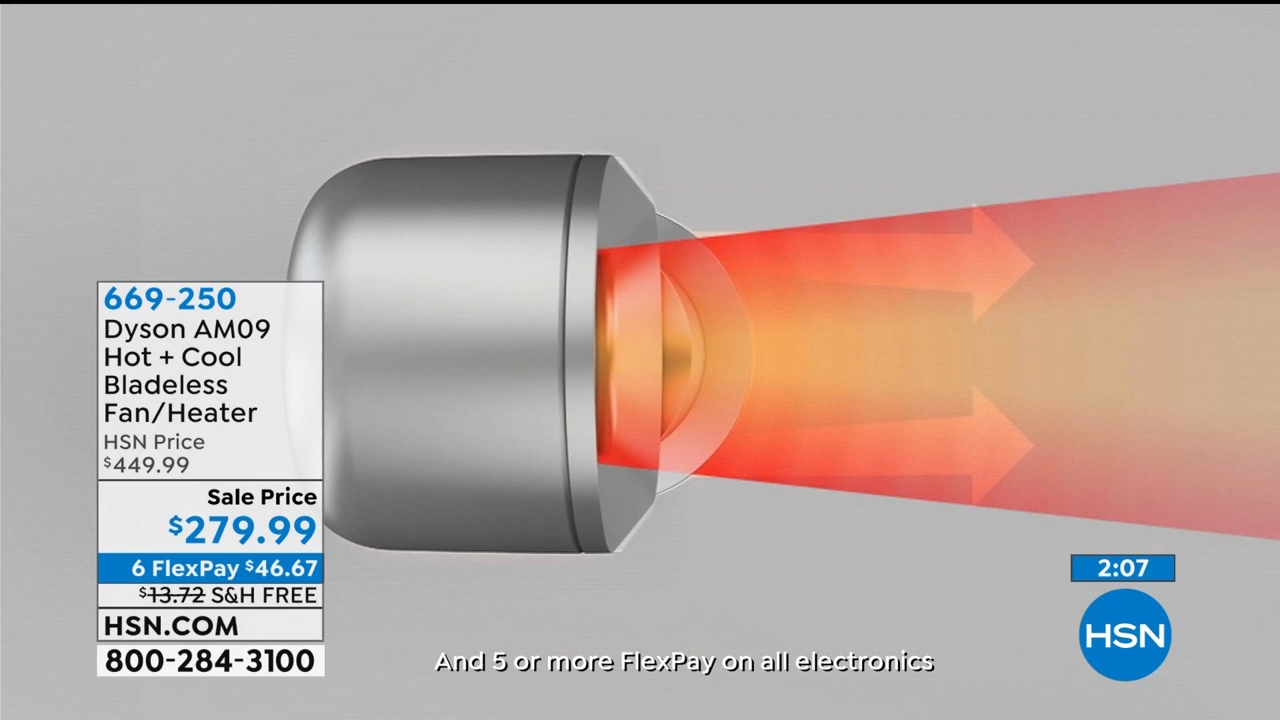 669-250
Dyson AM09
Hot + Cool
Bladeless
Fan/Heater
HSN Price
$449.99
Sale Price
$279.99
6 FlexPay $46.67
$13.72 S&H FREE
HSN.COM
800-284-3100
And 5 or more FlexPay on all electronics
2:07
HSN